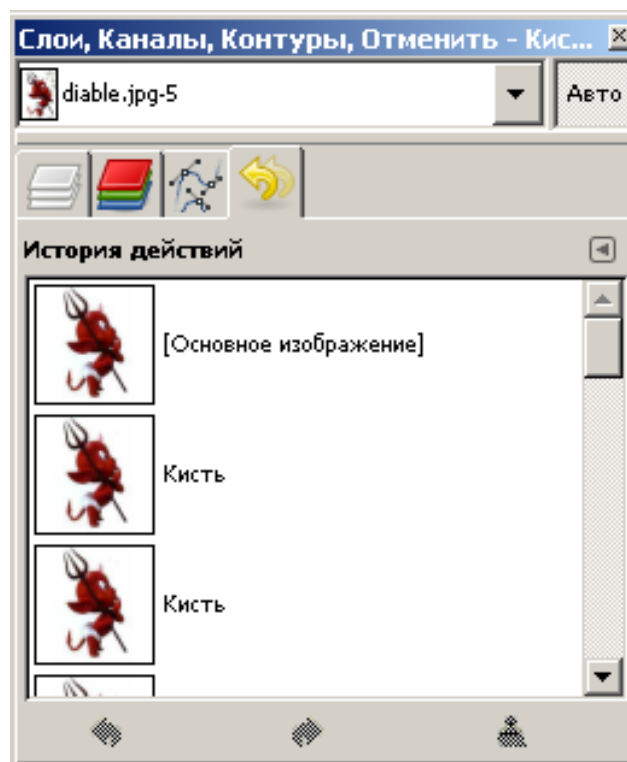 Слои, Каналы, Контуры, Отменить - Кис...
diable.jpg-5
Авто
История действий
[Основное изображение]
Кисть
Кисть